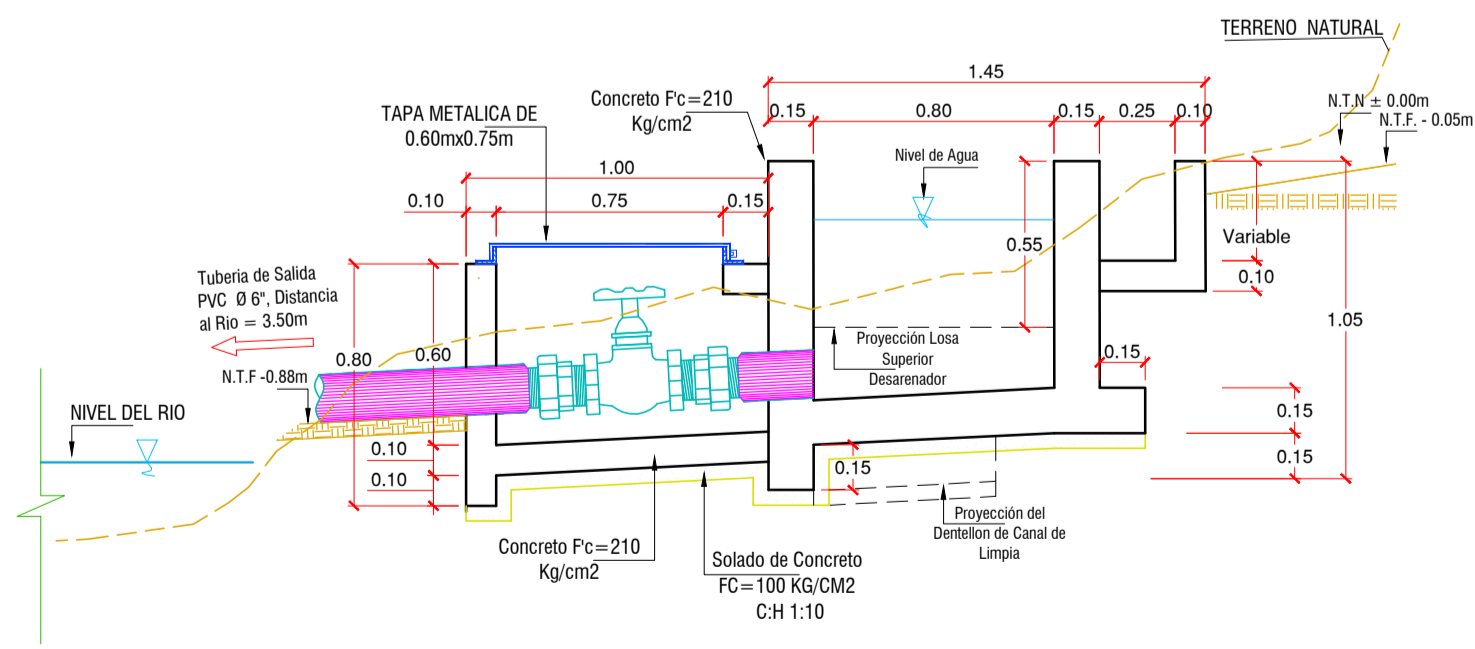 TERRENO NATURAL
1.45
Concreto F'c=210
Kg/cm2
TAPA METALICA DE
0.60mx0.75m
0.15
0.80
0.15
0.25
0.10
N.T.N ± 0.00m
N.T.F. - 0.05m
Nivel de Agua
1.00
0.10
0.75
0.15
0.55
Variable
0.10
Tuberia de Salida
PVC Ø 6", Distancia
al Rio = 3.50m
1.05
0.80
0.60
Proyección Losa
Superior
Desarenador
0.15
N.T.F -0.88m
NIVEL DEL RIO
0.15
0.10
0.15
0.15
0.10
Proyección del
Dentellon de Canal de
Limpia
Concreto F'c=210
Kg/cm2
Solado de Concreto
FC=100 KG/CM2
C:H 1:10